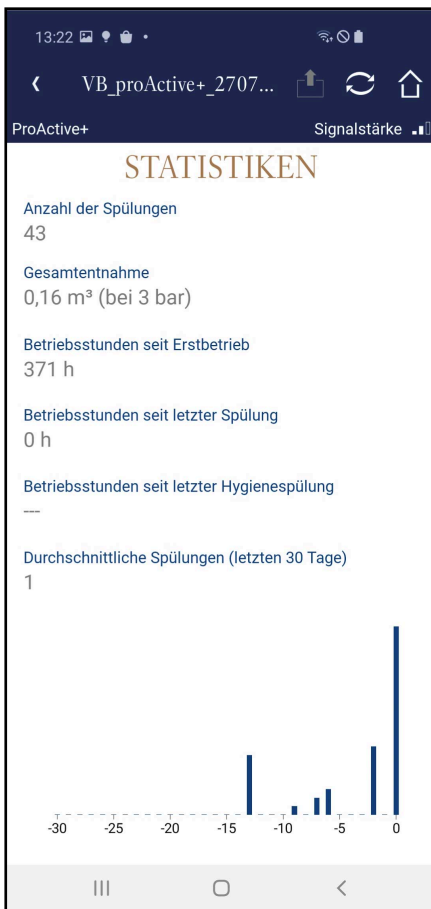 13:22
VB_proActive+_2707...
ProActive+ Signalstärke
STATISTIKEN
Anzahl der Spülungen
43
Gesamtentnahme
0,16 m³ (bei 3 bar)
Betriebsstunden seit Erstbetrieb
371 h
Betriebsstunden seit letzter Spülung
0 h
Betriebsstunden seit letzter Hygienespülung
---
Durchschnittliche Spülungen (letzten 30 Tage)
1
-30 -25 -20 -15 -10 -5 0